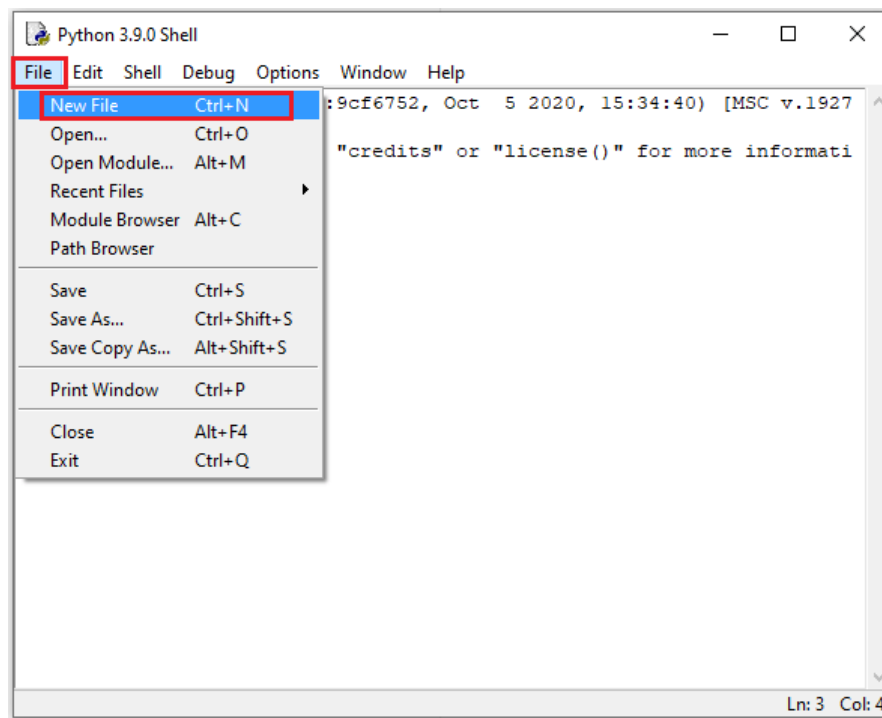 Python 3.9.0 Shell
File Edit Shell Debug Options Window Help
New File Ctrl+N
:9cf6752, Oct 5 2020, 15:34:40) [MSC v.1927
Open... Ctrl+O
"credits" or "license()" for more informati
Open Module... Alt+M
Recent Files
Module Browser Alt+C
Path Browser
Save Ctrl+S
Save As... Ctrl+Shift+S
Save Copy As... Alt+Shift+S
Print Window Ctrl+P
Close Alt+F4
Exit Ctrl+Q
Ln: 3 Col: 4